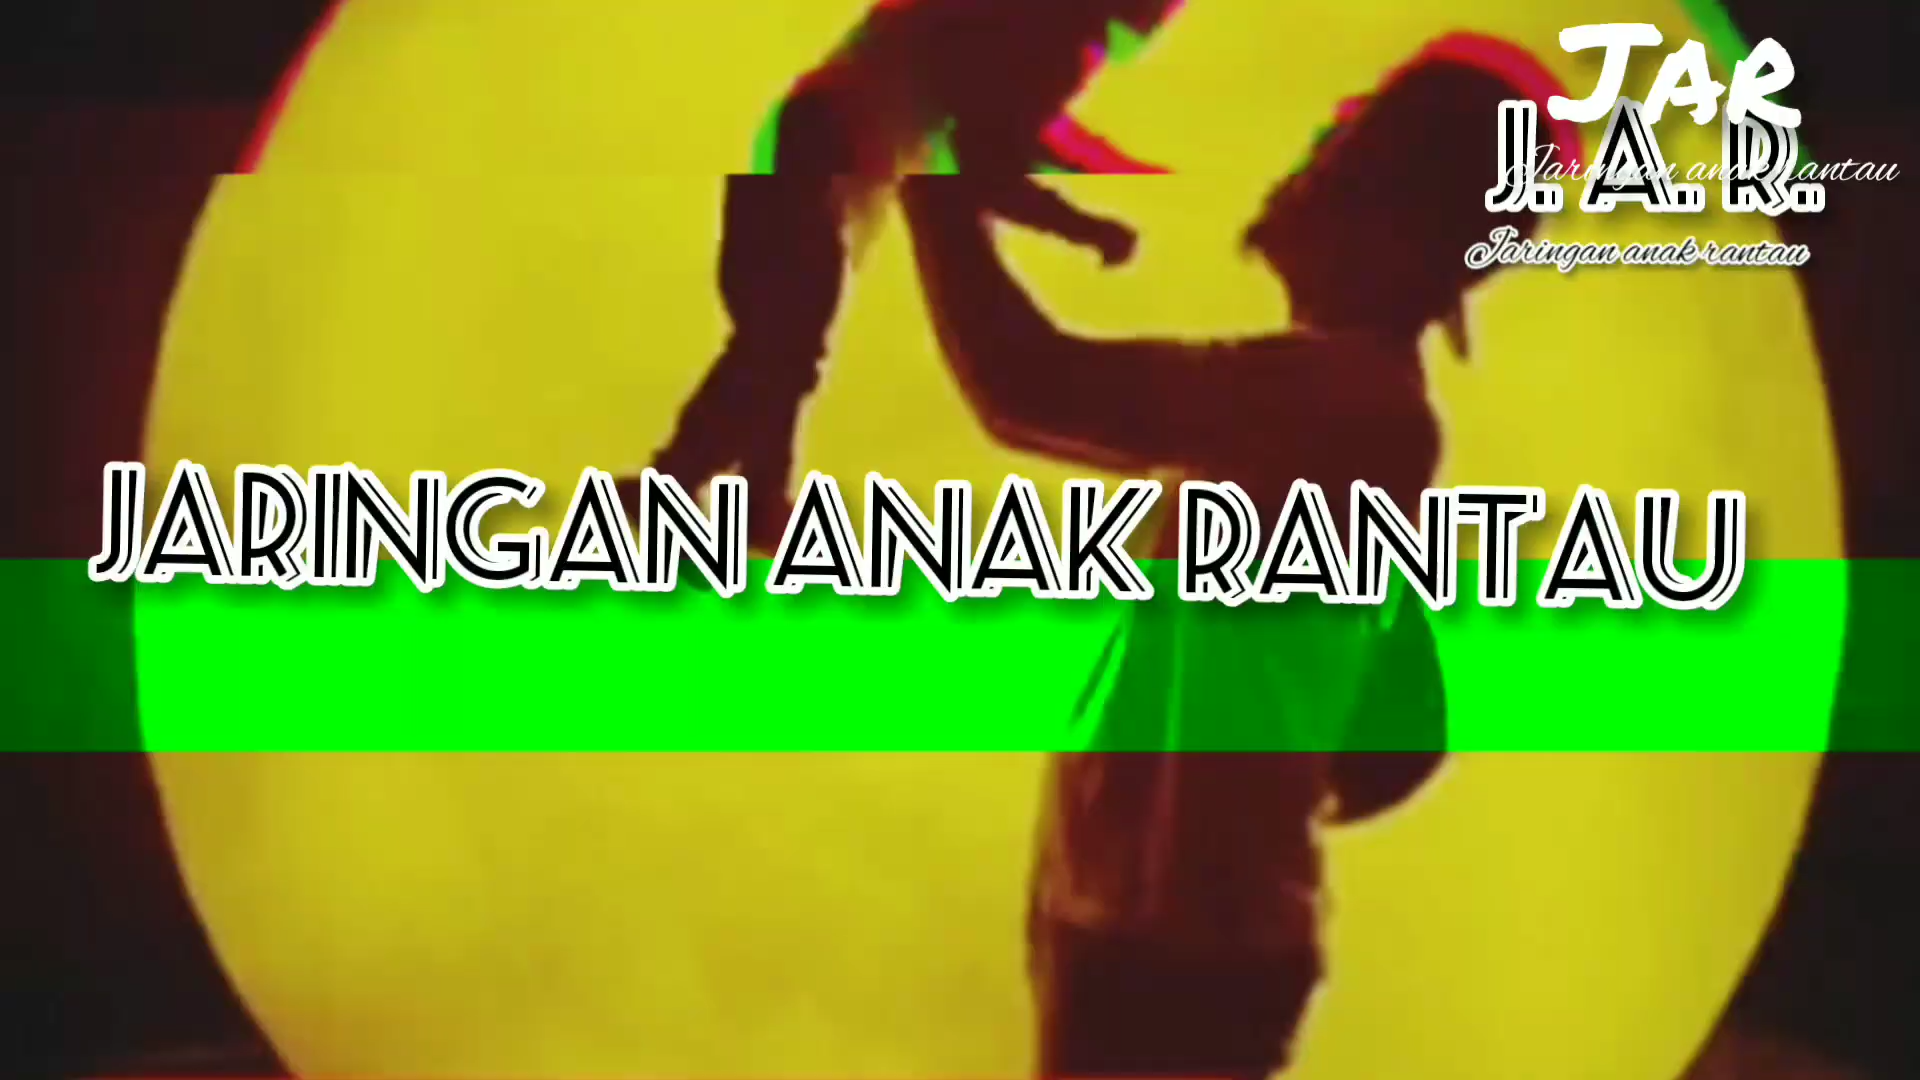 JAR
J. A. R.
Jaringan anak rantau
Jaringan anak rantau
JARINGAN ANAK RANTAU